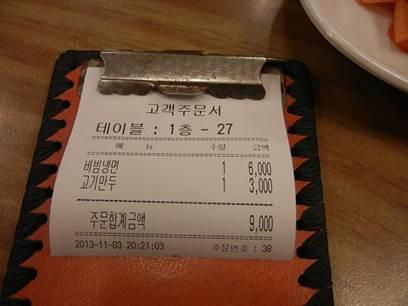 고객주문서
테이블 : 1층 - 27
메 뉴 수량 금액
비빔냉면 1 6,000
고기만두 1 3,000
주문합계금액 9,000
2013-11-03 20:21:03 주문번호 : 38